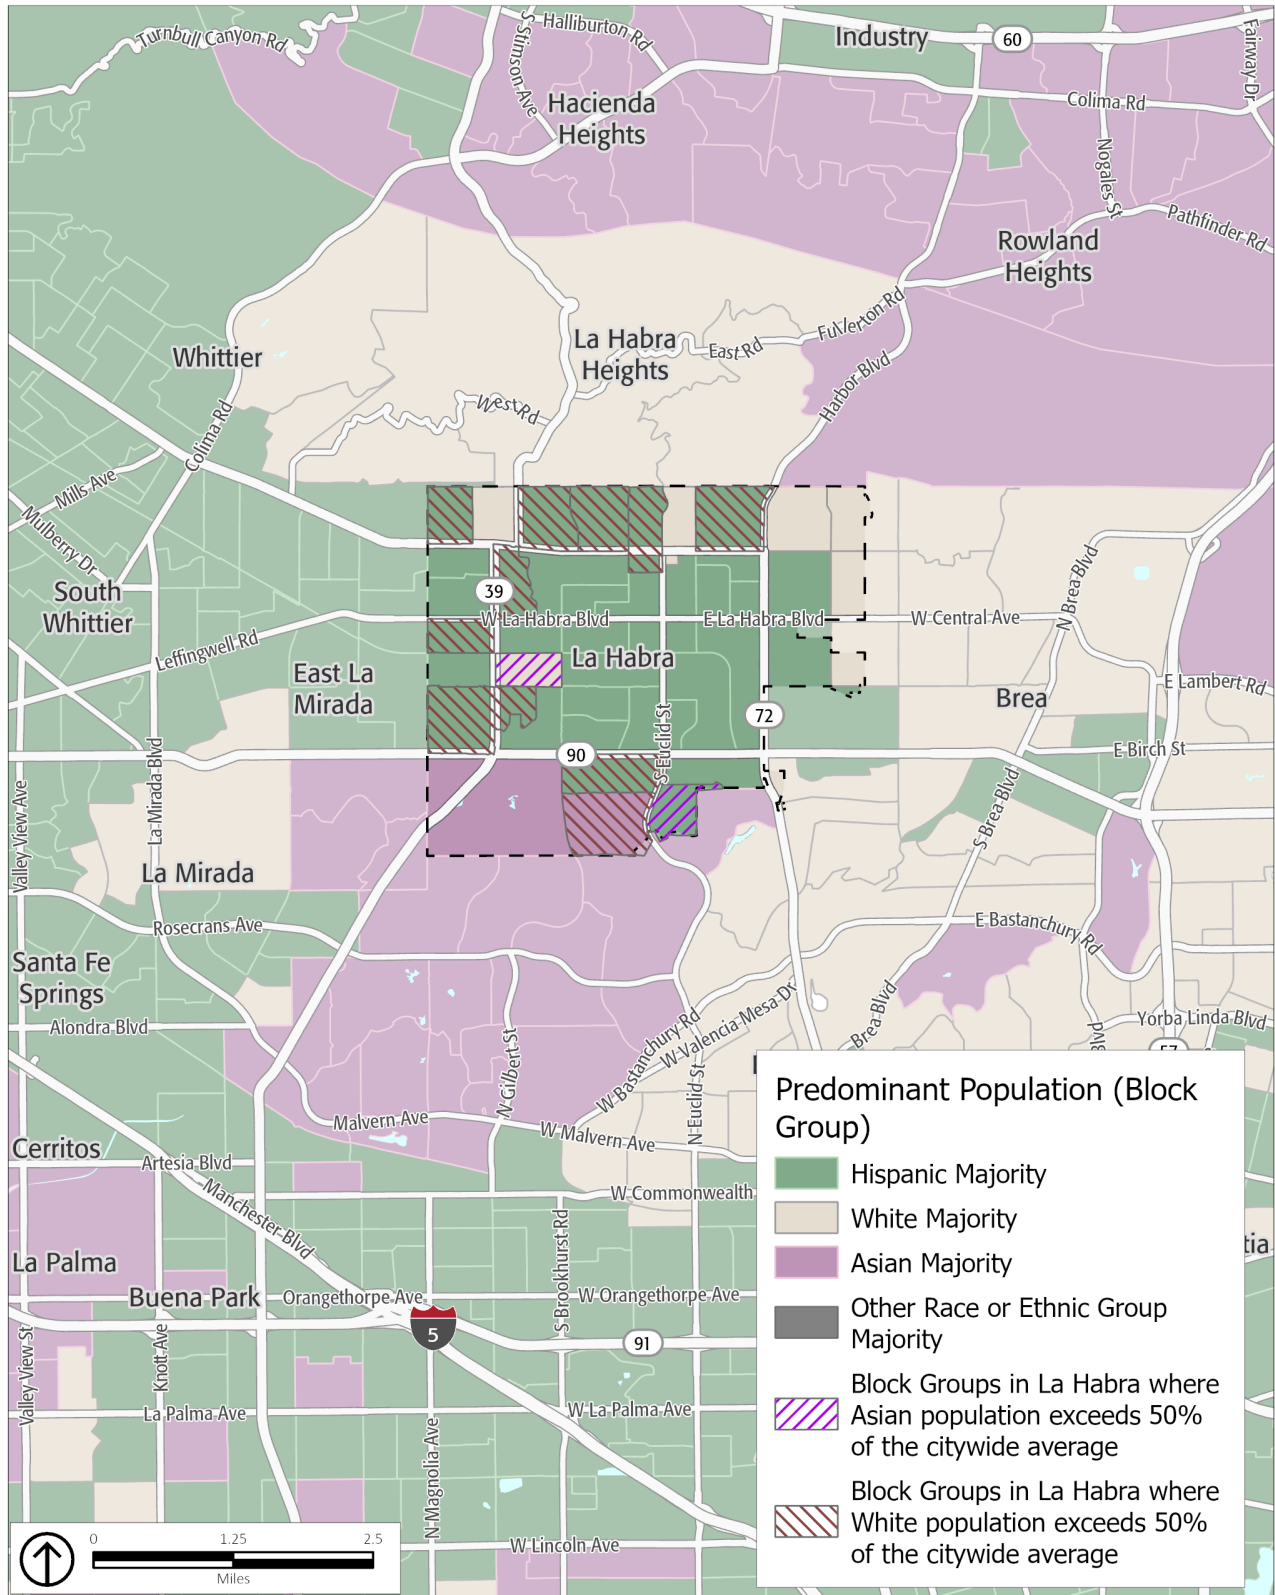 Turnbull Canyon Rd
S Stimson Ave
S Halliburton Rd
Industry
60
Fairway Dr
Hacienda
Heights
Colima Rd
Nogales St
Pathfinder Rd
Rowland
Heights
Whittier
La Habra
Heights
East Rd
Fullerton Rd
Harbor Blvd
West Rd
Colima Rd
Mills Ave
Mulberry Dr
South
Whittier
Leffingwell Rd
39
W La Habra Blvd
E La Habra Blvd
W Central Ave
N Brea Blvd
La Habra
East La
Mirada
Brea
E Lambert Rd
72
S Euclid St
90
E Birch St
La Mirada Blvd
Valley View Ave
S Brea Blvd
La Mirada
Rosecrans Ave
E Bastanchury Rd
Santa Fe
Springs
Alondra Blvd
W Bastanchury Rd
W Valencia Mesa Dr
Brea Blvd
Blvd
Yorba Linda Blvd
57
N Gilbert St
N Euclid St
Malvern Ave
W Malvern Ave
Cerritos
Artesia Blvd
Manchester Blvd
W Commonwealth
La Palma
Buena Park
Orangethorpe Ave
S Brookhurst Rd
W Orangethorpe Ave
tia
5
91
Valley View St
Knott Ave
La Palma Ave
W La Palma Ave
N Magnolia Ave
W Lincoln Ave
Predominant Population (Block
Group)
Hispanic Majority
White Majority
Asian Majority
Other Race or Ethnic Group
Majority
Block Groups in La Habra where
Asian population exceeds 50%
of the citywide average
Block Groups in La Habra where
White population exceeds 50%
of the citywide average
0 1.25 2.5
Miles